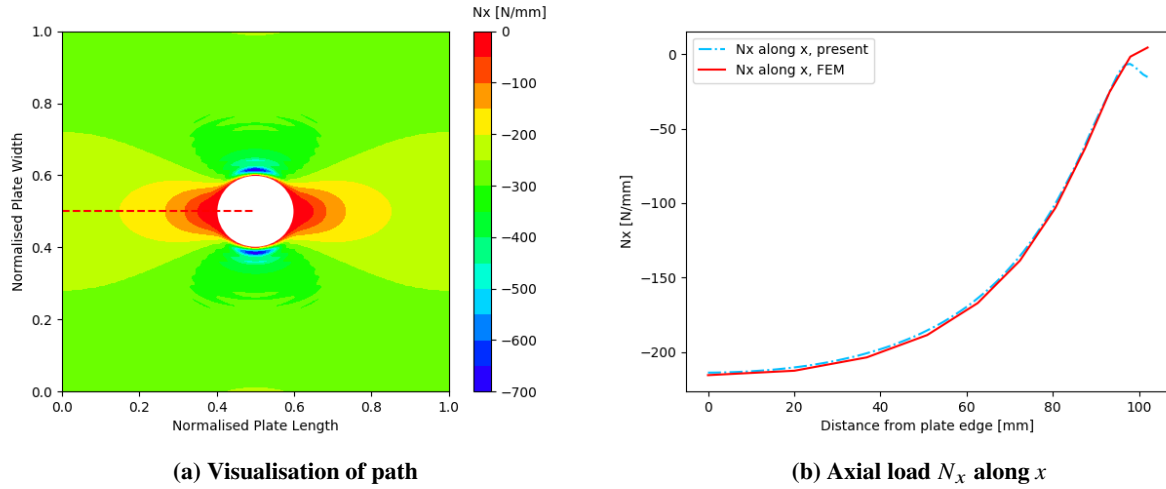 Nx [N/mm]
1.0
0.8
0.6
0.4
0.2
0.0
Normalised Plate Width
0.0 0.2 0.4 0.6 0.8 1.0
Normalised Plate Length
0
−100
−200
−300
−400
−500
−600
−700
(a) Visualisation of path
Nx along x, present
Nx along x, FEM
0
−50
−100
−150
−200
Nx [N/mm]
0 20 40 60 80 100
Distance from plate edge [mm]
(b) Axial load Nₓ along x